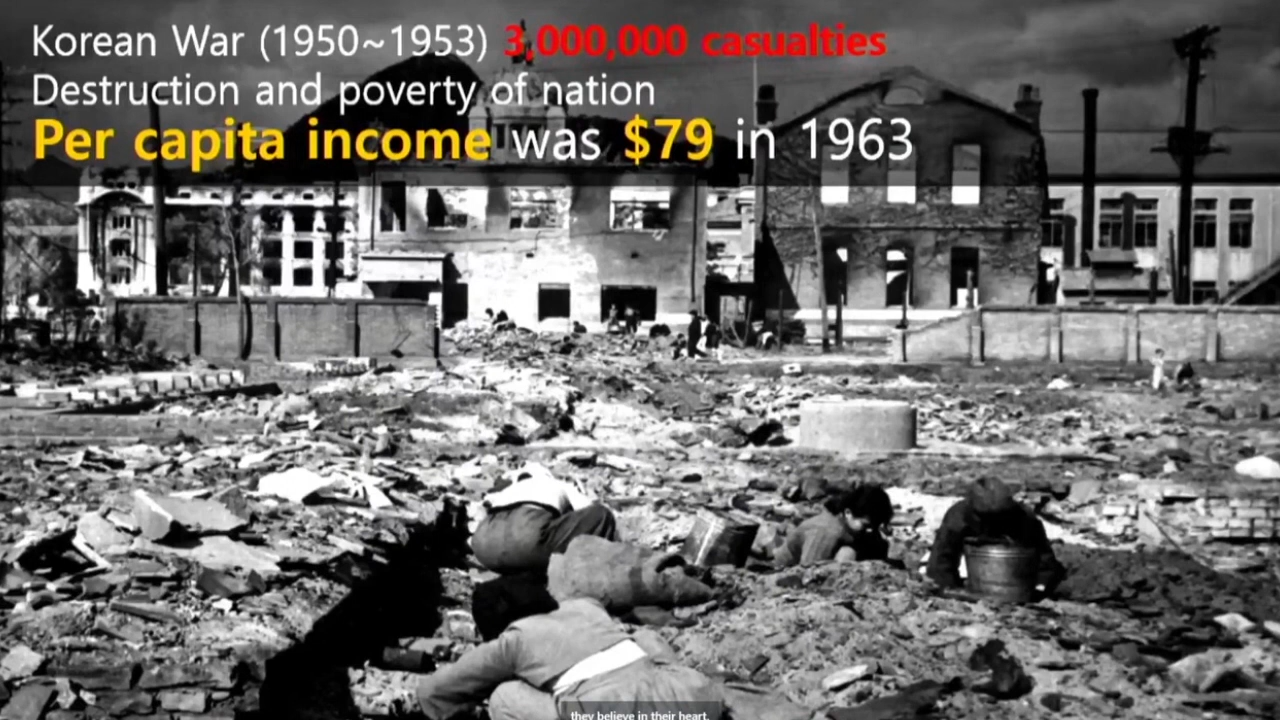 Korean War (1950~1953) 3,000,000 casualties
Destruction and poverty of nation
Per capita income was $79 in 1963
they believe in their heart.